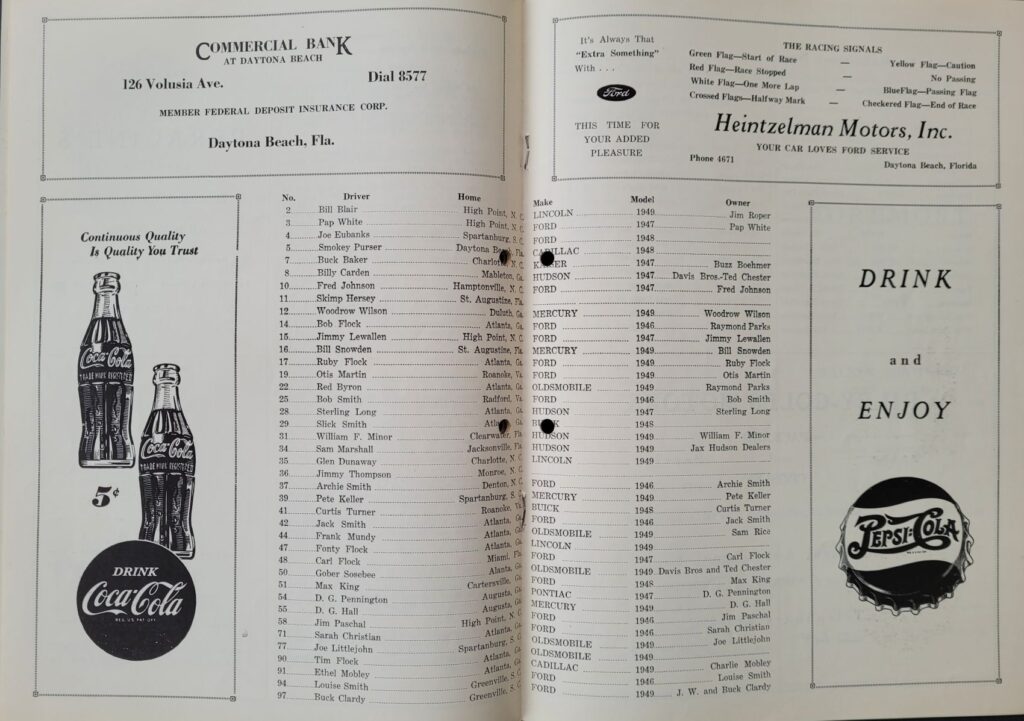 COMMERCIAL BANK
AT DAYTONA BEACH
126 Volusia Ave. Dial 8577
MEMBER FEDERAL DEPOSIT INSURANCE CORP.
Daytona Beach, Fla.
Continuous Quality
Is Quality You Trust
Coca-Cola
TRADE MARK REGISTERED
Coca-Cola
TRADE MARK REGISTERED
5¢
DRINK
Coca-Cola
REG. U.S. PAT. OFF.
No. Driver Home
2 Bill Blair High Point, N. C.
3 Pap White High Point, N. C.
4 Joe Eubanks Spartanburg, S. C.
5 Smokey Purser Daytona Fla.
7 Buck Baker N. C.
8 Billy Carden Mableton, Ga.
10 Fred Johnson Hamptonville, N. C.
11 Skimp Hersey St. Augustine, Fla.
12 Woodrow Wilson Duluth, Ga.
14 Bob Flock Atlanta, Ga.
15 Jimmy Lewallen High Point, N. C.
16 Bill Snowden St. Augustine, Fla.
17 Ruby Flock Atlanta, Ga.
19 Otis Martin Roanoke, Va.
22 Red Byron Atlanta, Ga.
25 Bob Smith Radford, Va.
28 Sterling Long Atlanta, Ga.
29 Slick Smith Atlanta, Ga.
31 William F. Minor Clearwater, Fla.
34 Sam Marshall Jacksonville, Fla.
35 Glen Dunaway Charlotte, N. C.
36 Jimmy Thompson Monroe, N. C.
37 Archie Smith Denton, N. C.
39 Pete Keller Spartanburg, S. C.
41 Curtis Turner Roanoke, Va.
42 Jack Smith Atlanta, Ga.
44 Frank Mundy Atlanta, Ga.
47 Fonty Flock Atlanta, Ga.
48 Carl Flock Miami, Fla.
50 Gober Sosebee Alanta, Ga.
51 Max King Cartersville, Ga.
54 D. G. Pennington Augusta, Ga.
55 D. G. Hall Augusta, Ga.
58 Jim Paschal High Point, N. C.
71 Sarah Christian Atlanta, Ga.
77 Joe Littlejohn Spartanburg, S. C.
90 Tim Flock Atlanta, Ga.
91 Ethel Mobley Atlanta, Ga.
94 Louise Smith Greenville, S. C.
97 Buck Clardy Greenville, S. C.
It's Always That
"Extra Something"
With . . .
Ford
THIS TIME FOR
YOUR ADDED
PLEASURE
THE RACING SIGNALS
Green Flag—Start of Race — Yellow Flag—Caution
Red Flag—Race Stopped — No Passing
White Flag—One More Lap — BlueFlag—Passing Flag
Crossed Flags—Halfway Mark — Checkered Flag—End of Race
Heintzelman Motors, Inc.
YOUR CAR LOVES FORD SERVICE
Phone 4671 Daytona Beach, Florida
Make Model Owner
LINCOLN 1949 Jim Roper
FORD 1947 Pap White
FORD 1948
CADILLAC 1948
KAISER 1947 Buzz Boehmer
HUDSON 1947 Davis Bros.-Ted Chester
FORD 1947 Fred Johnson
MERCURY 1949 Woodrow Wilson
FORD 1946 Raymond Parks
FORD 1947 Jimmy Lewallen
MERCURY 1949 Bill Snowden
FORD 1949 Ruby Flock
FORD 1949 Otis Martin
OLDSMOBILE 1949 Raymond Parks
FORD 1946 Bob Smith
HUDSON 1947 Sterling Long
1948
HUDSON 1949 William F. Minor
HUDSON 1949 Jax Hudson Dealers
LINCOLN 1949
FORD 1946 Archie Smith
MERCURY 1949 Pete Keller
BUICK 1948 Curtis Turner
FORD 1946 Jack Smith
OLDSMOBILE 1949 Sam Rice
LINCOLN 1949
FORD 1947 Carl Flock
OLDSMOBILE 1949 Davis Bros and Ted Chester
FORD 1948 Max King
PONTIAC 1947 D. G. Pennington
MERCURY 1949 D. G. Hall
FORD 1946 Jim Paschal
FORD 1946 Sarah Christian
OLDSMOBILE 1949 Joe Littlejohn
OLDSMOBILE 1949
CADILLAC 1949 Charlie Mobley
FORD 1946 Louise Smith
FORD 1949 J. W. and Buck Clardy
DRINK
and
ENJOY
PEPSI-COLA